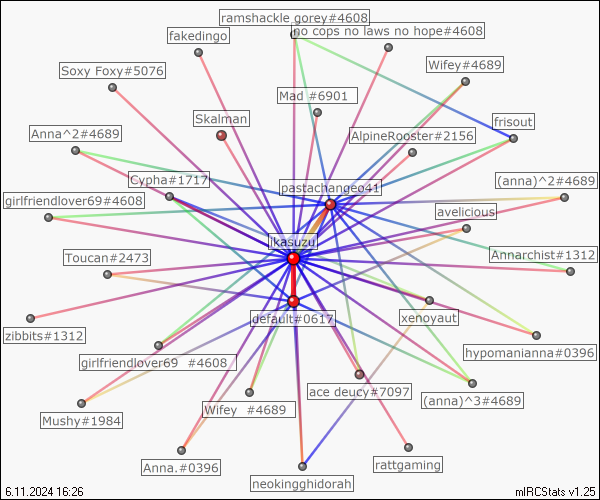 ramshackle gorey#4608
no cops no laws no hope#4608
fakedingo
Wifey#4689
Soxy Foxy#5076
Mad #6901
Skalman
frisout
Anna^2#4689
AlpineRooster#2156
Cypha#1717
pastachangeo41
(anna)^2#4689
girlfriendlover69#4608
avelicious
ikasuzu
Toucan#2473
Annarchist#1312
default#0617
xenoyaut
zibbits#1312
hypomanianna#0396
girlfriendlover69 #4608
ace deucy#7097
(anna)^3#4689
Wifey #4689
Mushy#1984
Anna.#0396
rattgaming
neokingghidorah
6.11.2024 16:26
mIRCStats v1.25